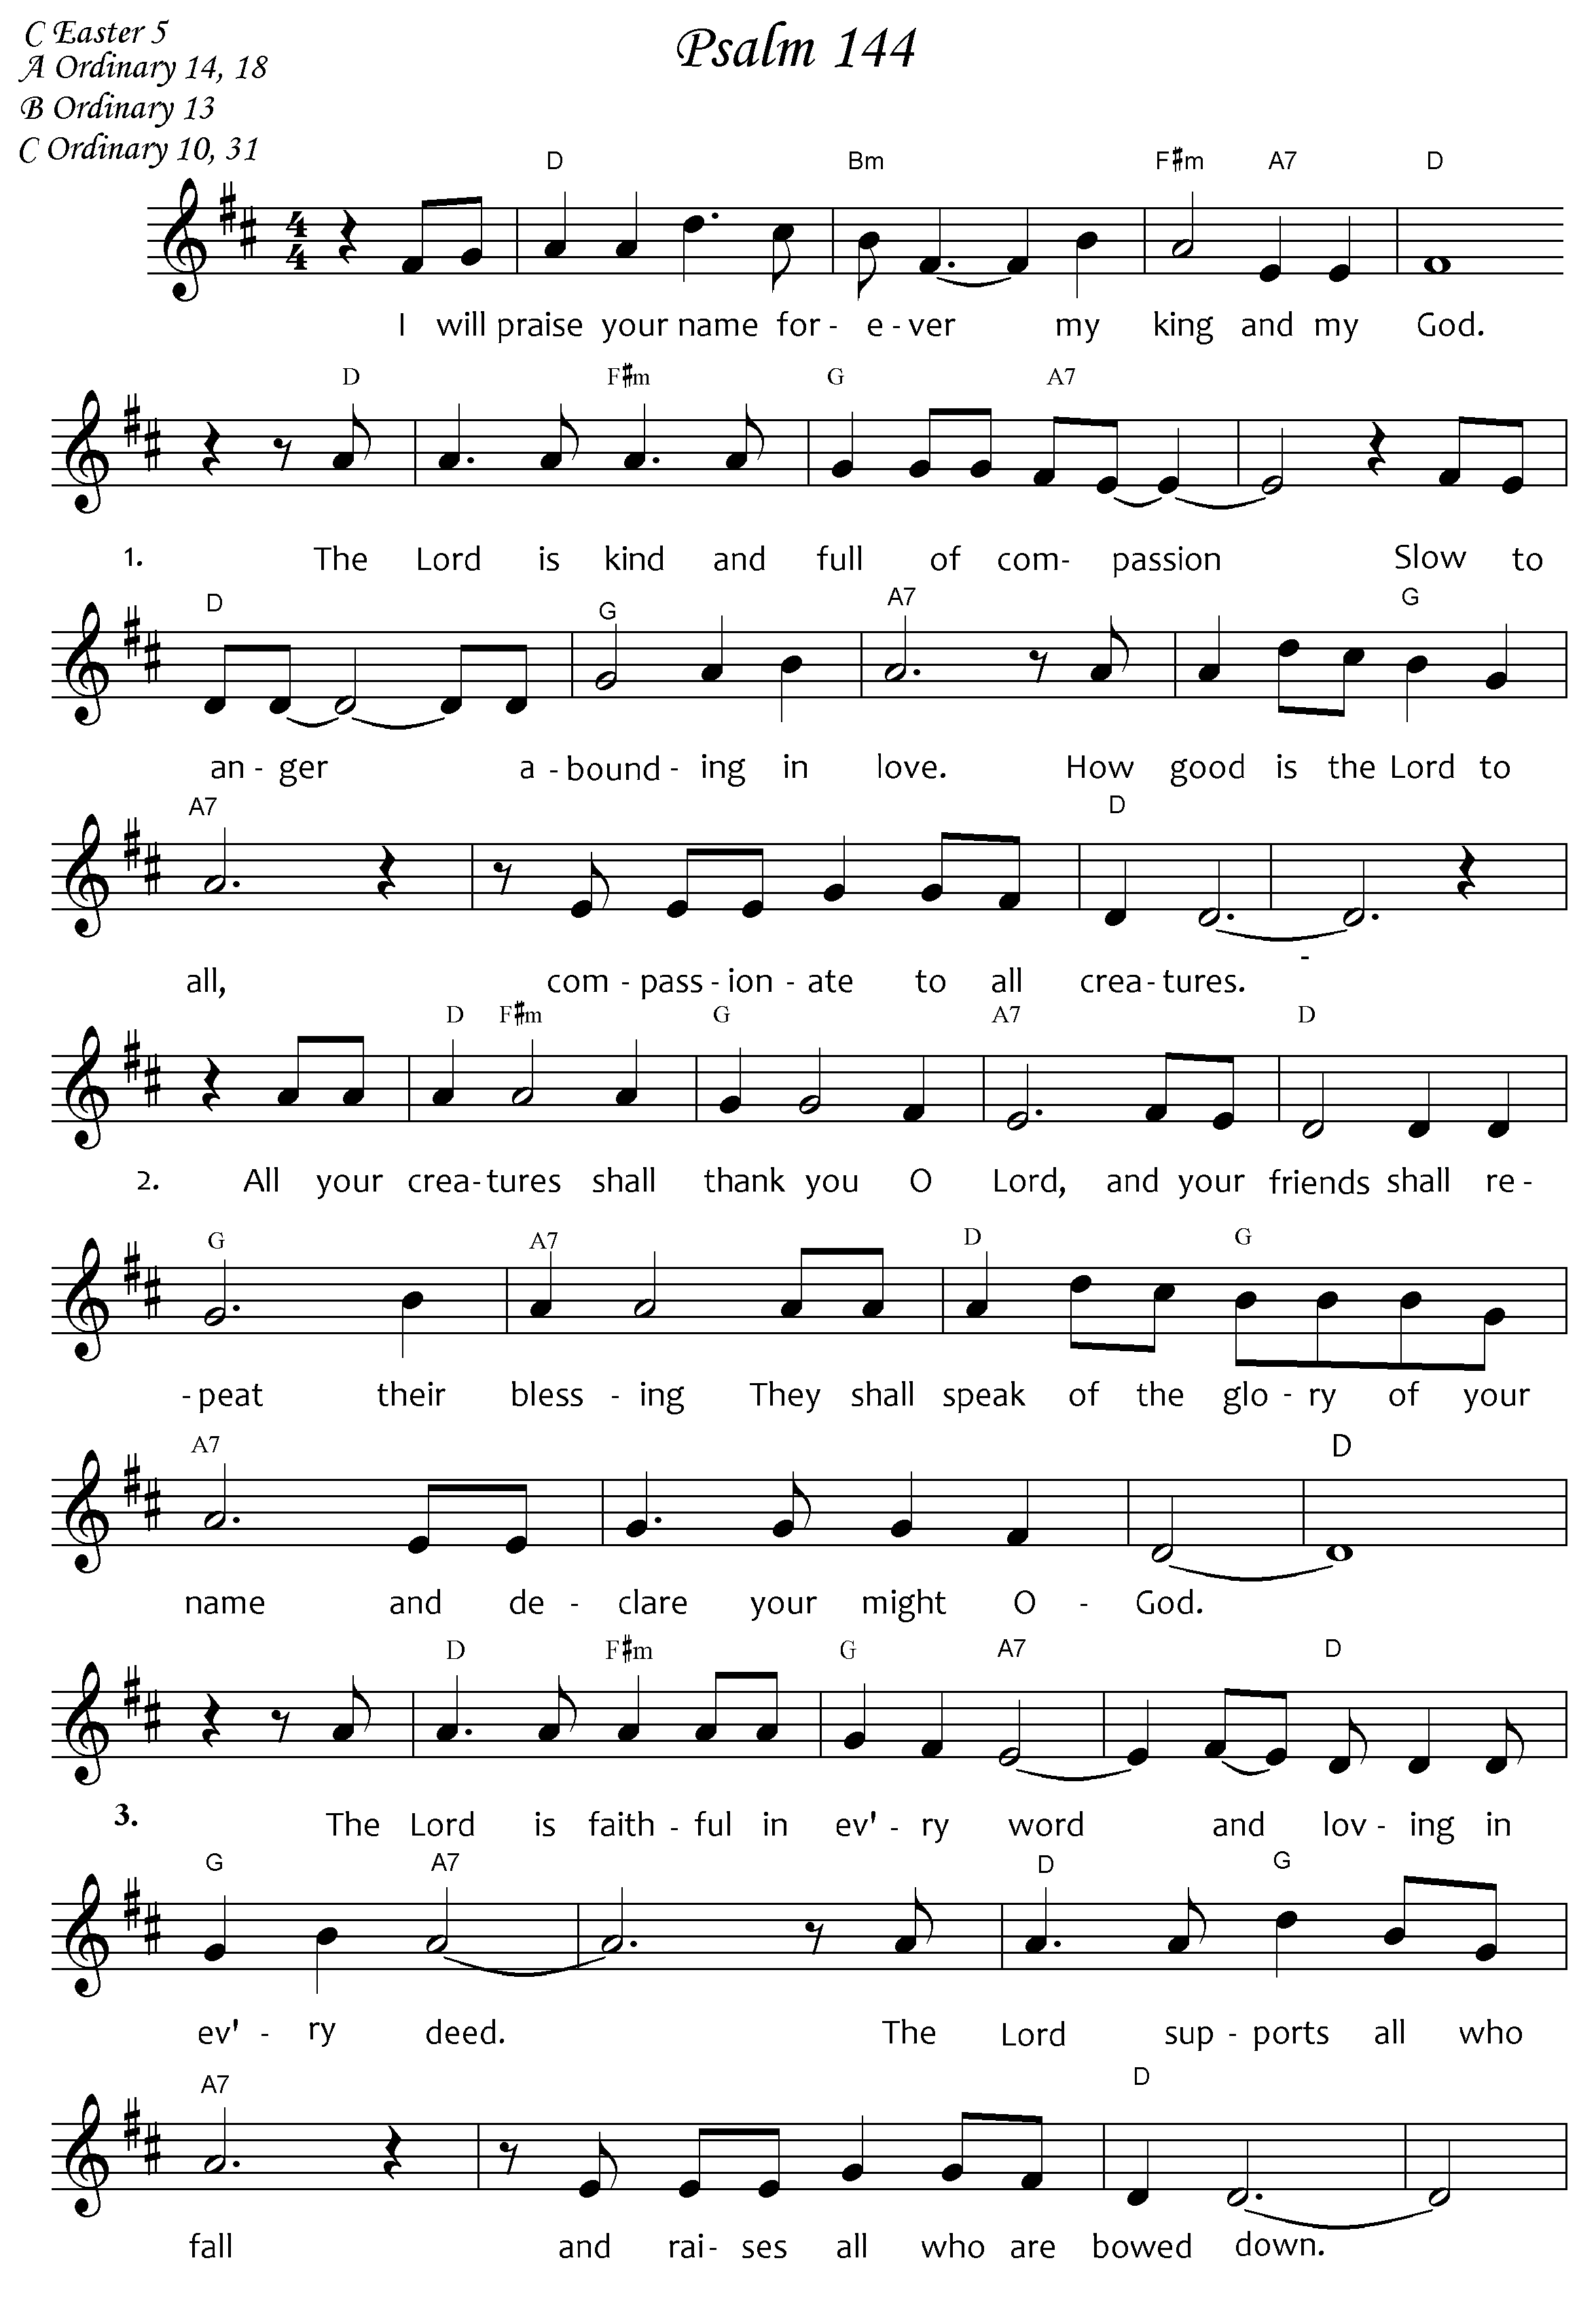 C Easter 5
Psalm 144
A Ordinary 14, 18
B Ordinary 13
C Ordinary 10, 31
D Bm F#m A7 D
4
4
I will praise your name for- e-ver my king and my God.
D F#m G A7
1. The Lord is kind and full of com- passion Slow to
D G A7 G
an- ger a-bound- ing in love. How good is the Lord to
A7 D
all, com-pass-ion-ate to all crea-tures.
D F#m G A7 D
2. All your crea-tures shall thank you O Lord, and your friends shall re-
G A7 D G
-peat their bless - ing They shall speak of the glo-ry of your
A7 D
name and de - clare your might O - God.
D F#m G A7 D
3. The Lord is faith-ful in ev'-ry word and lov- ing in
G A7 D G
ev'- ry deed. The Lord sup-ports all who
A7 D
fall and rai- ses all who are bowed down.